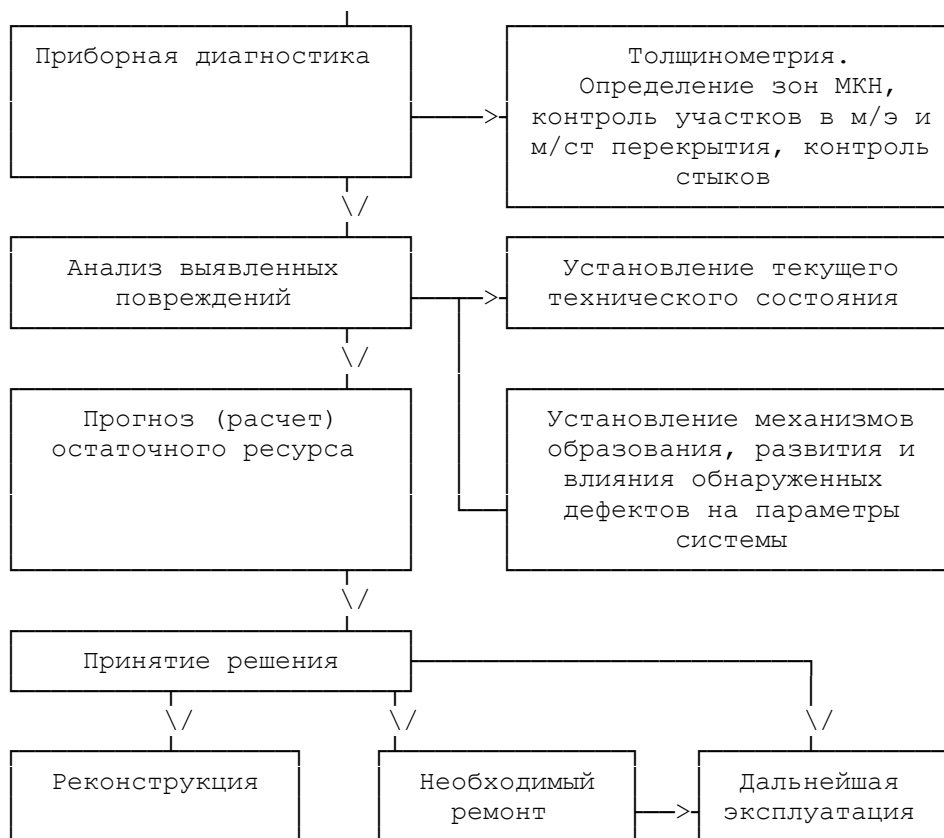 Приборная диагностика
Толщинометрия.
Определение зон МКН,
контроль участков в м/э и
м/ст перекрытия, контроль
стыков
Анализ выявленных
повреждений
Установление текущего
технического состояния
Прогноз (расчет)
остаточного ресурса
Установление механизмов
образования, развития и
влияния обнаруженных
дефектов на параметры
системы
Принятие решения
Реконструкция
Необходимый
ремонт
Дальнейшая
эксплуатация